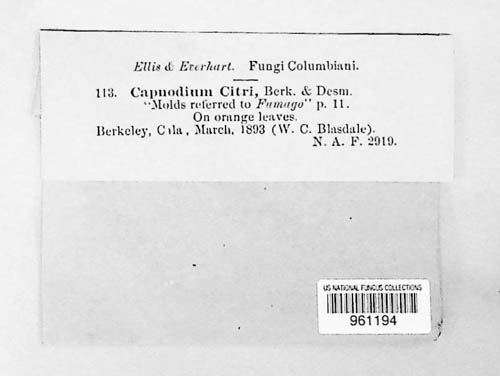 Ellis & Everhart. Fungi Columbiani.
113. Capnodium Citri, Berk. & Desm.
"Molds referred to Fumago" p. 11.
On orange leaves.
Berkeley, Cala, March, 1893 (W. C. Blasdale).
N. A. F. 2919.
US NATIONAL FUNGUS COLLECTIONS
961194